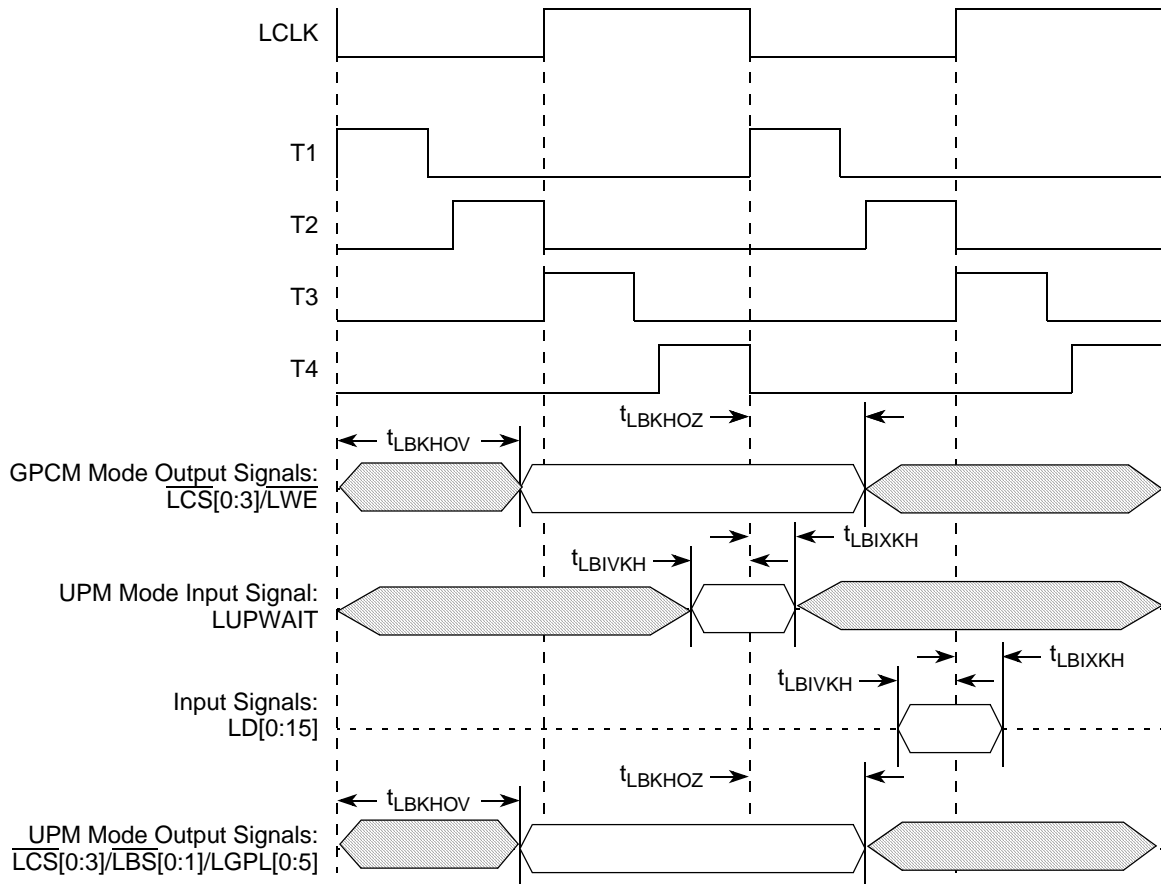 LCLK
T1
T2
T3
T4
tLBKHOZ
tLBKHOV
GPCM Mode Output Signals:
LCS[0:3]/LWE
tLBIXKH
tLBIVKH
UPM Mode Input Signal:
LUPWAIT
tLBIXKH
tLBIVKH
Input Signals:
LD[0:15]
tLBKHOZ
tLBKHOV
UPM Mode Output Signals:
LCS[0:3]/LBS[0:1]/LGPL[0:5]